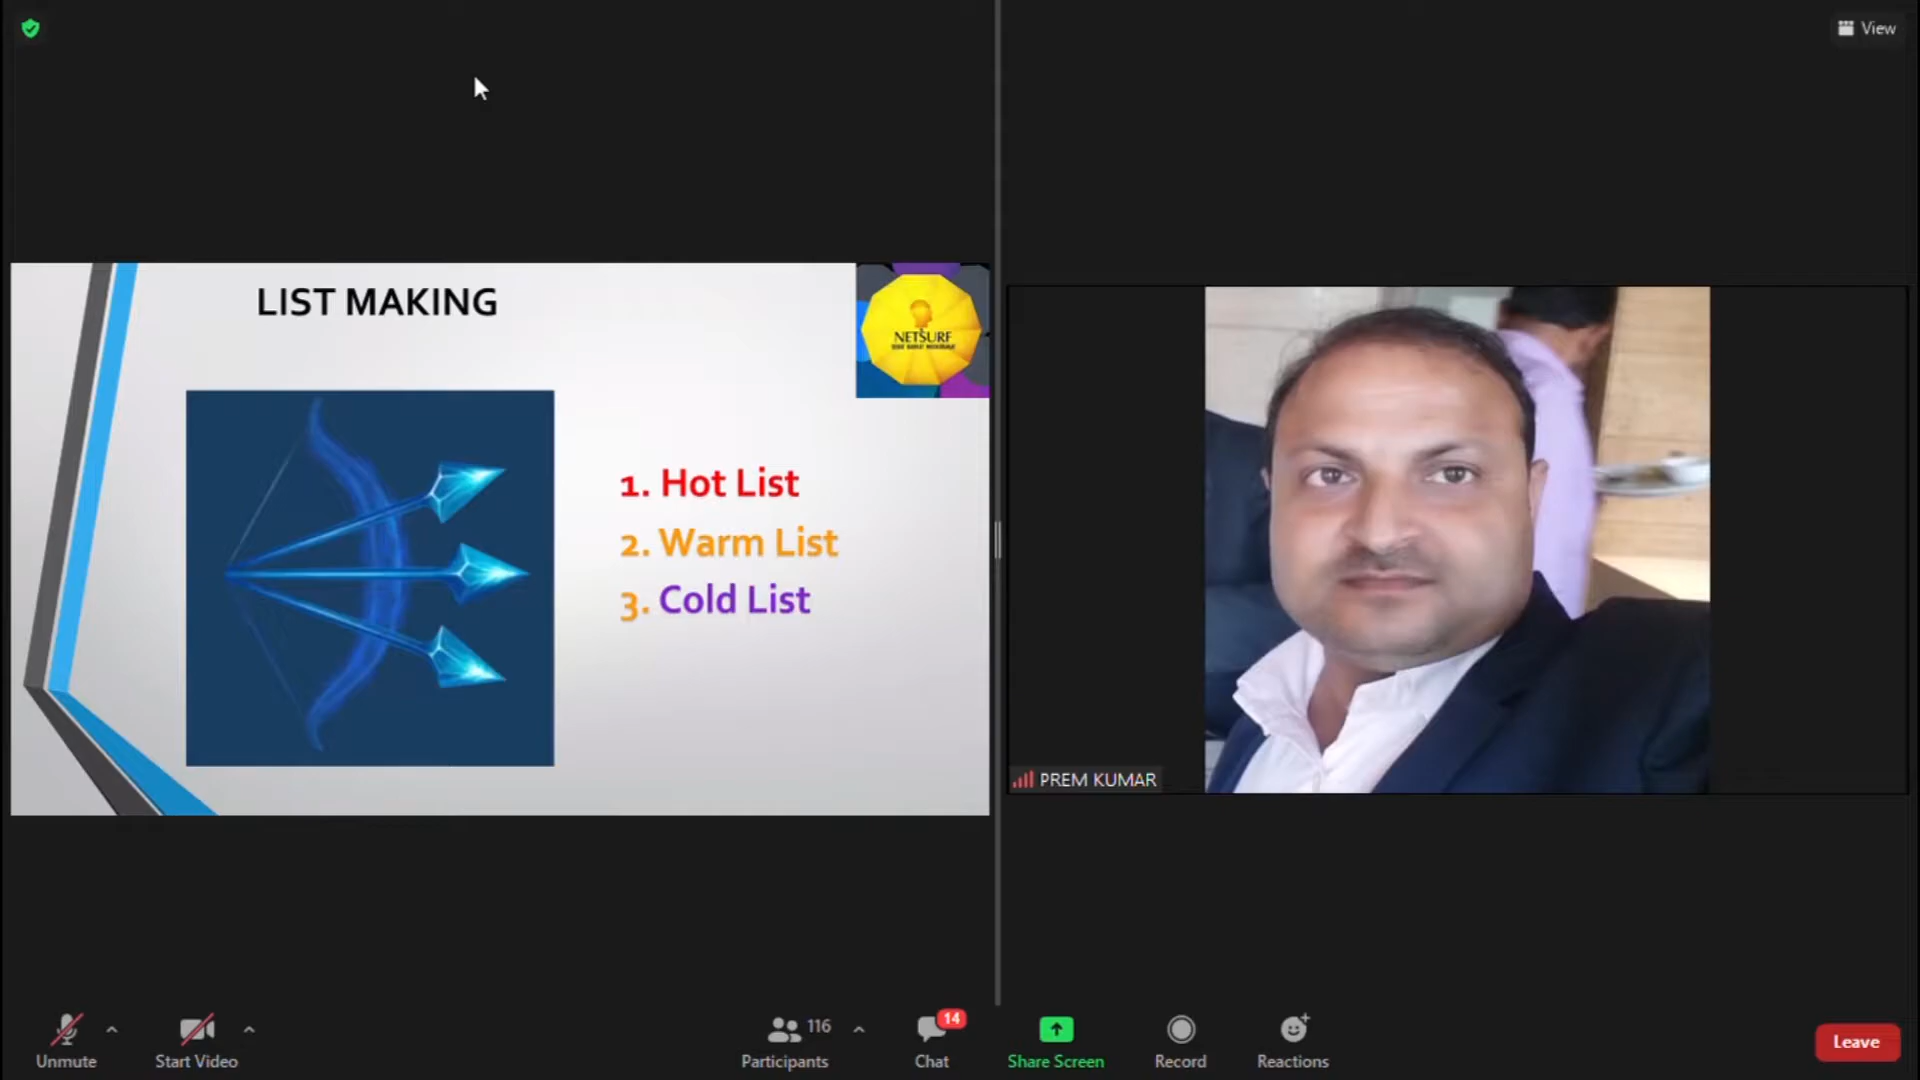 View
LIST MAKING
NETSURF
1. Hot List
2. Warm List
3. Cold List
PREM KUMAR
116
14
Unmute
Start Video
Participants
Chat
Share Screen
Record
Reactions
Leave